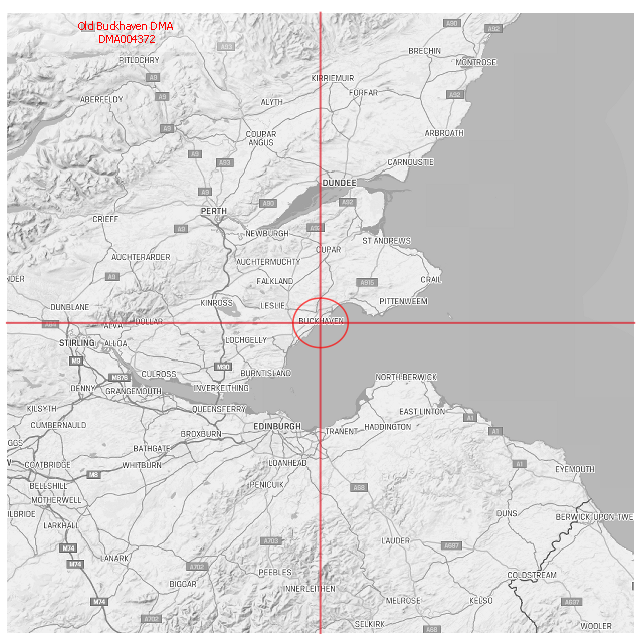 Old Buckhaven DMA
DMA004372
A90
A92
A93
BRECHIN
PITLOCHRY
MONTROSE
A9
KIRRIEMUIR
FORFAR
ABERFELDY
A9
A92
ALYTH
A9
COUPAR
ANGUS
ARBROATH
A9
A93
CARNOUSTIE
DUNDEE
A9
A90
A92
PERTH
CRIEFF
A9
NEWBURGH
ST ANDREWS
CUPAR
AUCHTERARDER
AUCHTERMUCHTY
A9
FALKLAND
A915
CRAIL
NDER
KINROSS
LESLIE
PITTENWEEM
DUNBLANE
BUCKHAVEN
ALVA
DOLLAR
STIRLING
ALLOA
LOCHGELLY
M9
M90
CULROSS
BURNTISLAND
M876
NORTH BERWICK
DENNY
GRANGEMOUTH
INVERKEITHING
KILSYTH
QUEENSFERRY
EAST LINTON
A1
CUMBERNAULD
BROXBURN
EDINBURGH
TRANENT
HADDINGTON
A1
GGS
BATHGATE
COATBRIDGE
WHITBURN
LOANHEAD
A1
EYEMOUTH
M8
BELLSHILL
PENICUIK
A68
MOTHERWELL
ILBRIDE
DUNS
BERWICK-UPON-TWE
LARKHALL
A703
LAUDER
A697
M74
LANARK
M74
A702
PEEBLES
COLDSTREAM
BIGGAR
INNERLEITHEN
M74
MELROSE
KELSO
A697
A702
SELKIRK
A68
WOOLER